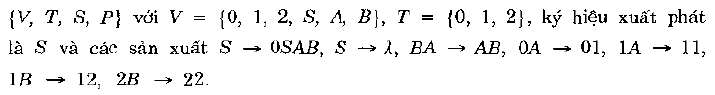 {V, T, S, P} với V = {0, 1, 2, S, A, B}, T = {0, 1, 2}, ký hiệu xuất phát
là S và các sản xuất S → 0SAB, S → λ, BA → AB, 0A → 01, 1A → 11,
1B → 12, 2B → 22.